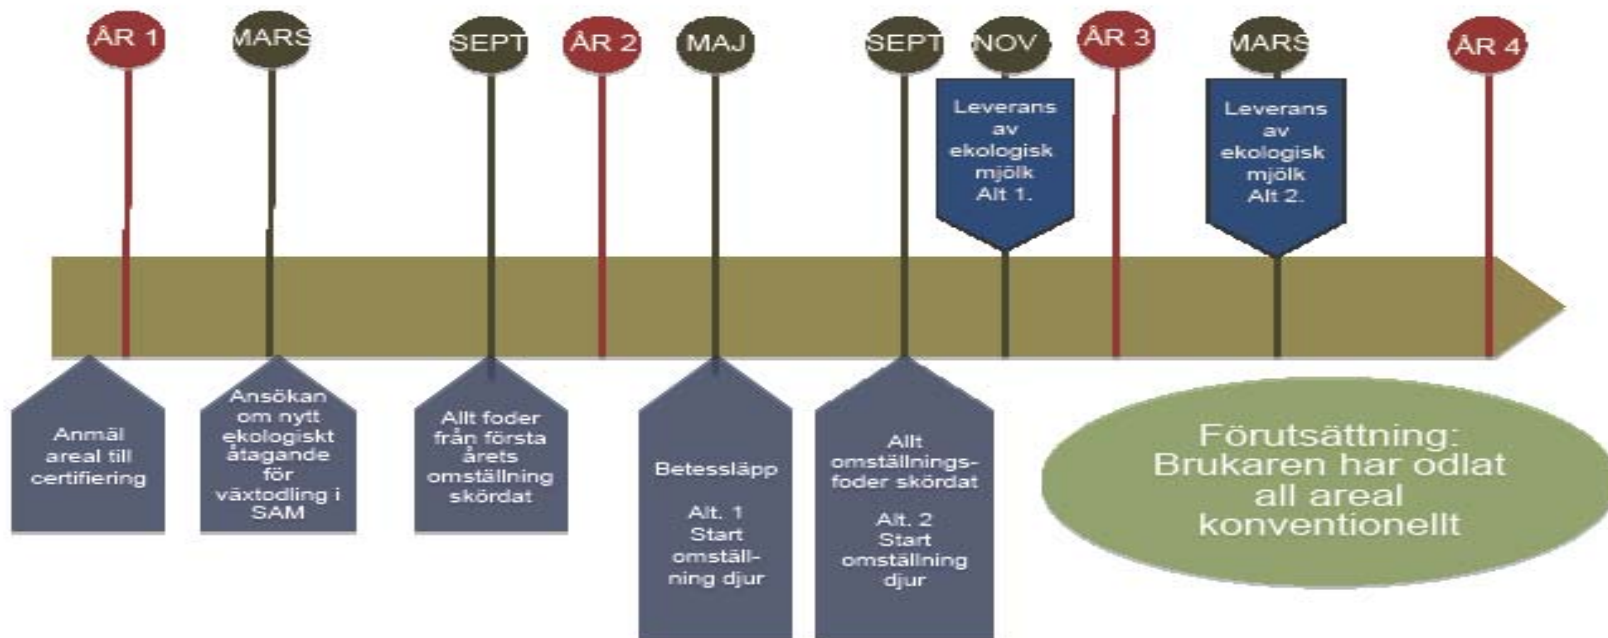 ÅR 1
MARS
SEPT
ÅR 2
MAJ
SEPT
NOV
ÅR 3
MARS
ÅR 4
Leverans
av
ekologisk
mjölk
Alt 1.
Leverans
av
ekologisk
mjölk
Alt 2.
Anmäl
areal till
certifiering
Ansökan
om nytt
ekologiskt
åtagande
för
växtodling i
SAM
Allt foder
från första
årets
omställning
skördat
Betessläpp
Alt. 1
Start
omställ-
ning djur
Allt
omställnings-
foder skördat
Alt. 2
Start
omställning
djur
Förutsättning:
Brukaren har odlat
all areal
konventionellt